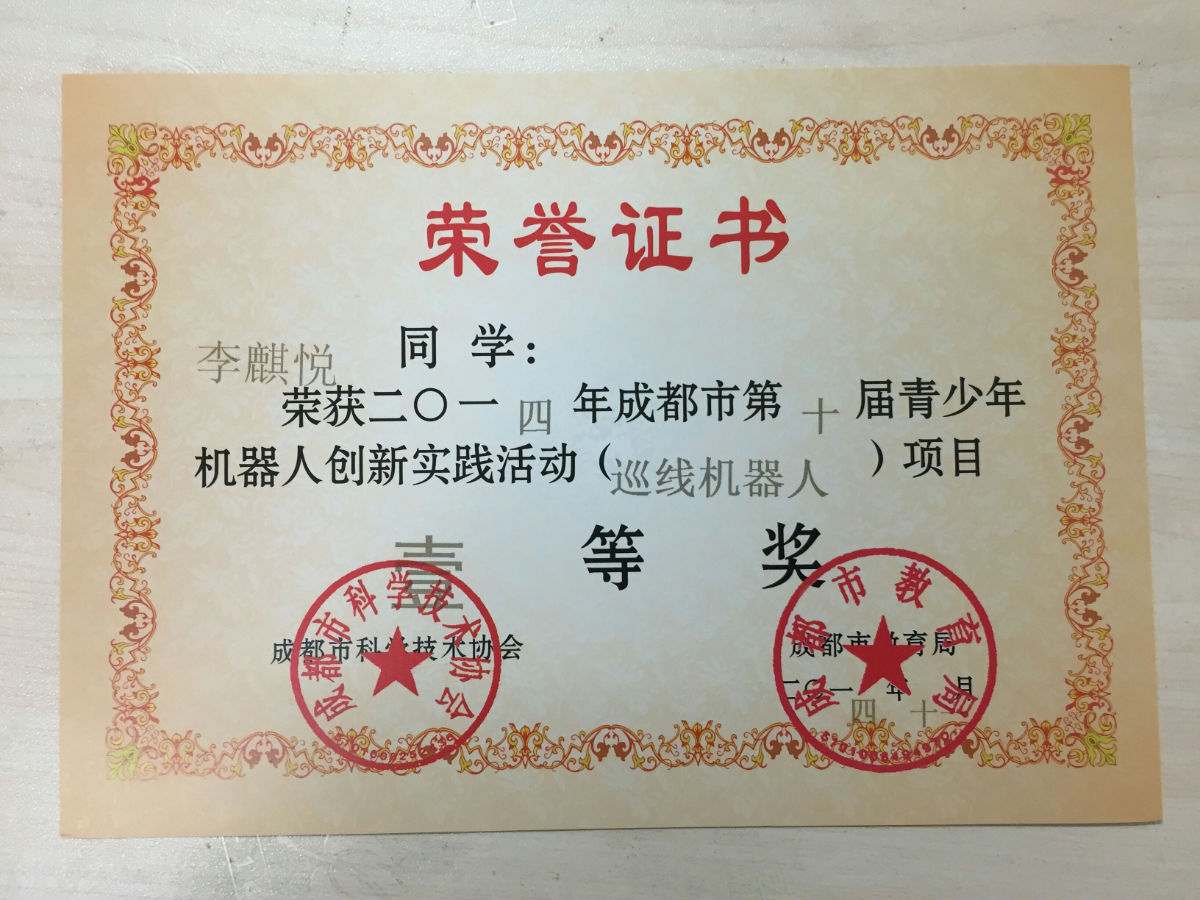 荣誉证书
李麒悦 同学：
荣获二〇一四年成都市第十届青少年
机器人创新实践活动（巡线机器人）项目
壹等奖
成都市科学技术协会
成都市教育局
二〇一四年十月
成都市科学技术协会
成都市教育局